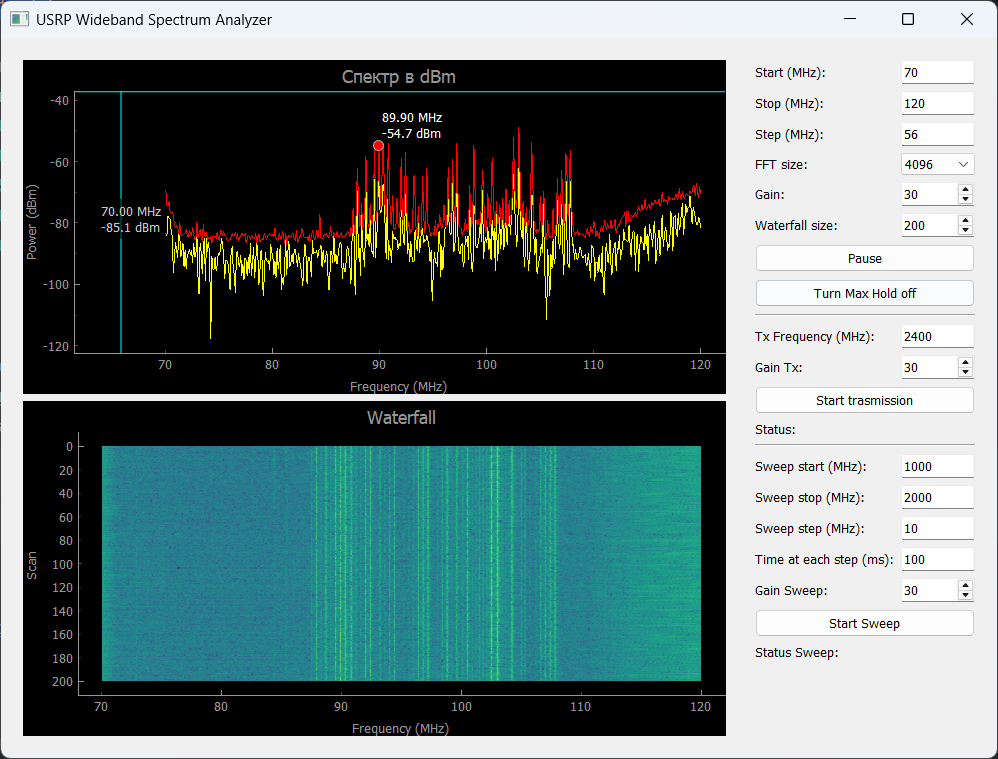 USRP Wideband Spectrum Analyzer
Спектр в dBm
-40
-60
-80
-100
-120
Power (dBm)
89.90 MHz
-54.7 dBm
70.00 MHz
-85.1 dBm
70
80
90
100
110
120
Frequency (MHz)
Waterfall
0
20
40
60
80
100
120
140
160
180
200
Scan
70
80
90
100
110
120
Frequency (MHz)
Start (MHz): 70
Stop (MHz): 120
Step (MHz): 56
FFT size: 4096
Gain: 30
Waterfall size: 200
Pause
Turn Max Hold off
Tx Frequency (MHz): 2400
Gain Tx: 30
Start trasmission
Status:
Sweep start (MHz): 1000
Sweep stop (MHz): 2000
Sweep step (MHz): 10
Time at each step (ms): 100
Gain Sweep: 30
Start Sweep
Status Sweep: